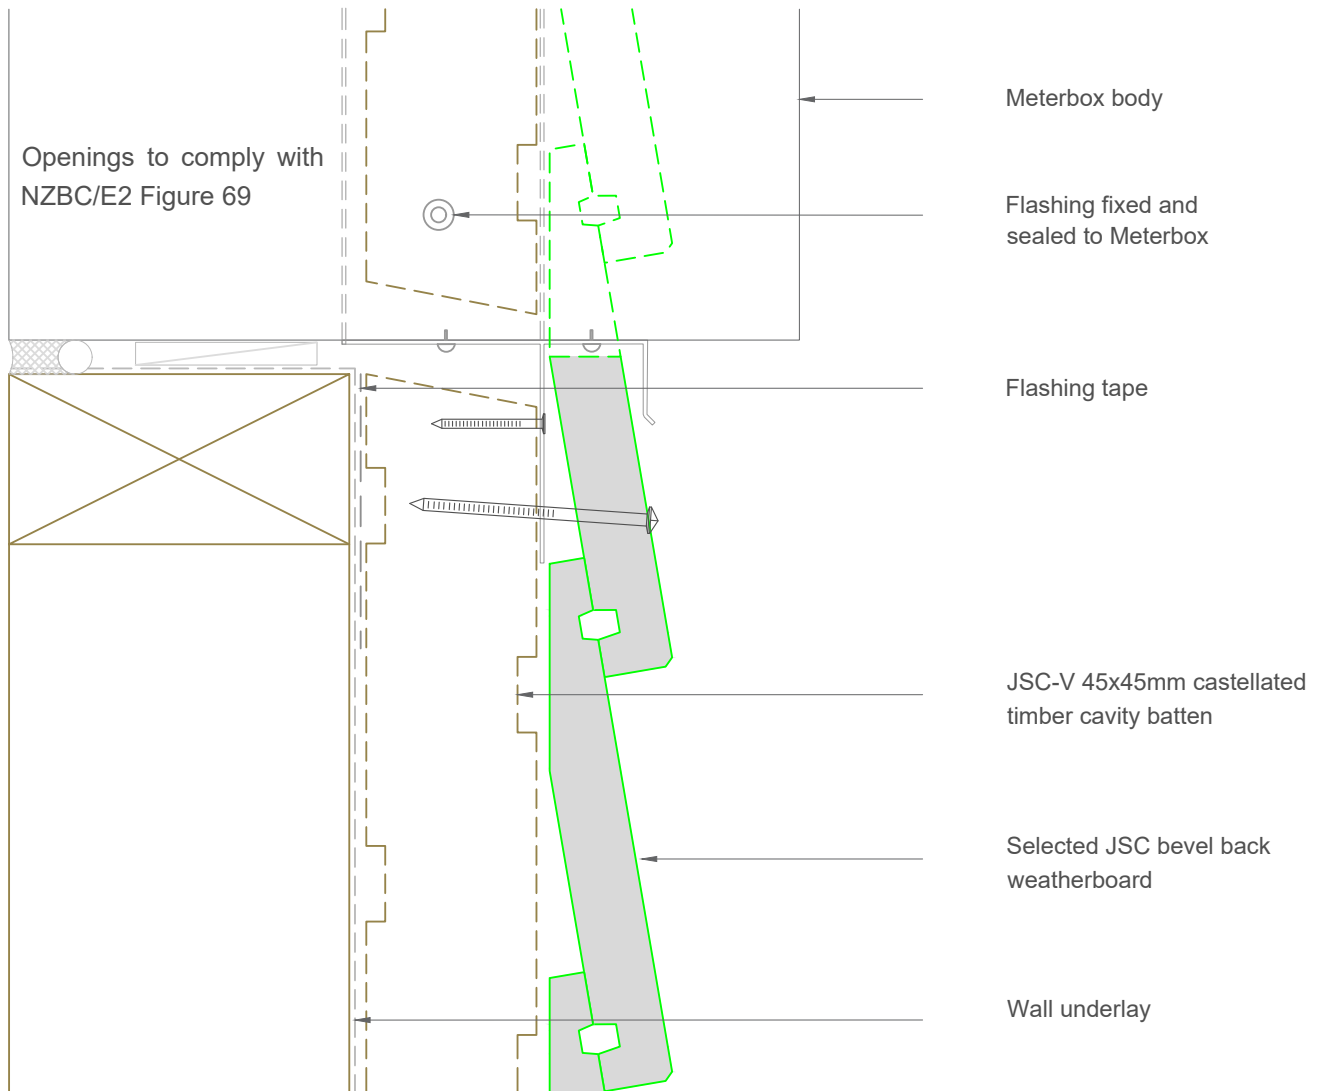 Openings to comply with
NZBC/E2 Figure 69
Meterbox body
Flashing fixed and
sealed to Meterbox
Flashing tape
JSC-V 45x45mm castellated
timber cavity batten
Selected JSC bevel back
weatherboard
Wall underlay